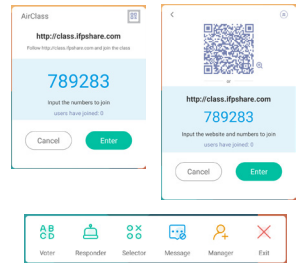 AirClass
http://class.ifpshare.com
Follow http://class.ifpshare.com and join the class
789283
Input the numbers to join
users have joined: 0
Cancel
Enter
or
http://class.ifpshare.com
789283
Input the website and numbers to join
users have joined: 0
Cancel
Enter
AB
CD
Voter
Responder
Selector
Message
Manager
Exit